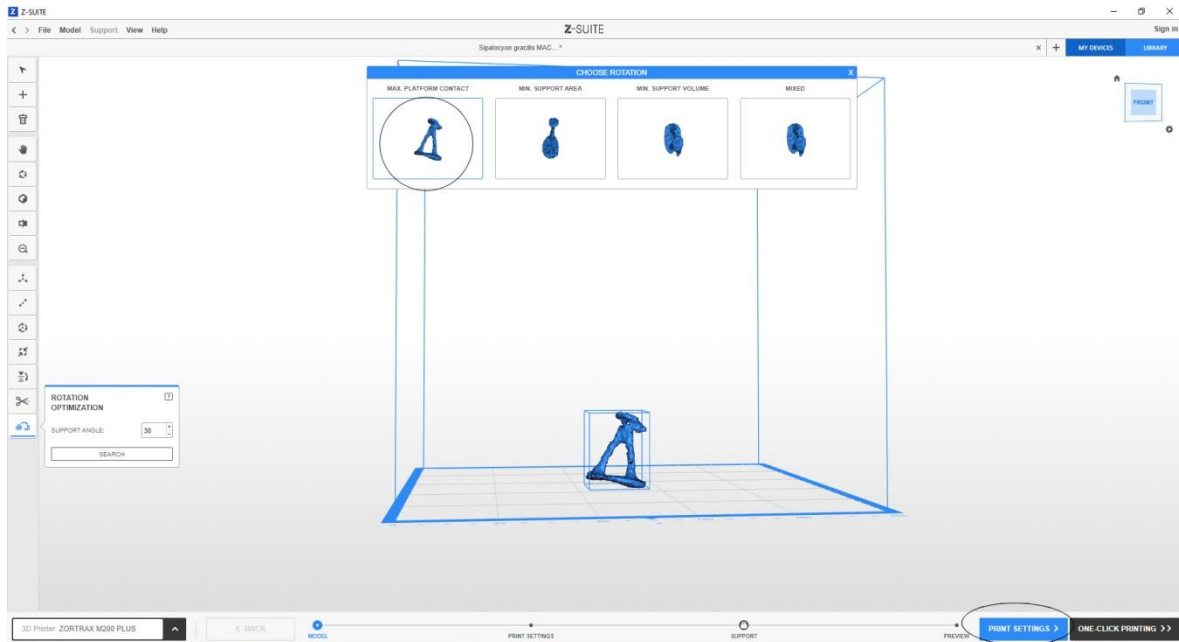 Z-SUITE
File Model Support View Help
Z-SUITE
Sign in
Sipalocyon gracilis MAC... *
MY DEVICES
LIBRARY
CHOOSE ROTATION
X
MAX. PLATFORM CONTACT
MIN. SUPPORT AREA
MIN. SUPPORT VOLUME
MIXED
FRONT
ROTATION
OPTIMIZATION
?
SUPPORT ANGLE:
30
SEARCH
3D Printer: ZORTRAX M200 PLUS
< BACK
MODEL
PRINT SETTINGS
SUPPORT
PREVIEW
PRINT SETTINGS >
ONE-CLICK PRINTING >>